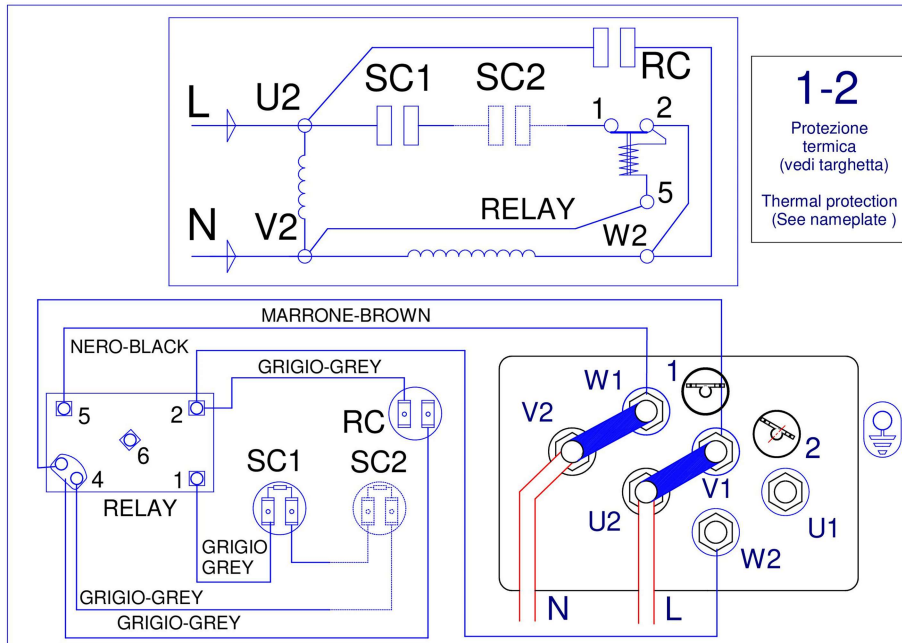 RC
SC1
SC2
L
U2
1
2
5
RELAY
N
V2
W2
1-2
Protezione
termica
(vedi targhetta)
Thermal protection
(See nameplate )
MARRONE-BROWN
NERO-BLACK
GRIGIO-GREY
5
2
6
4
1
RELAY
RC
SC1
SC2
GRIGIO
GREY
GRIGIO-GREY
GRIGIO-GREY
W1
1
V2
2
V1
U2
U1
W2
N
L